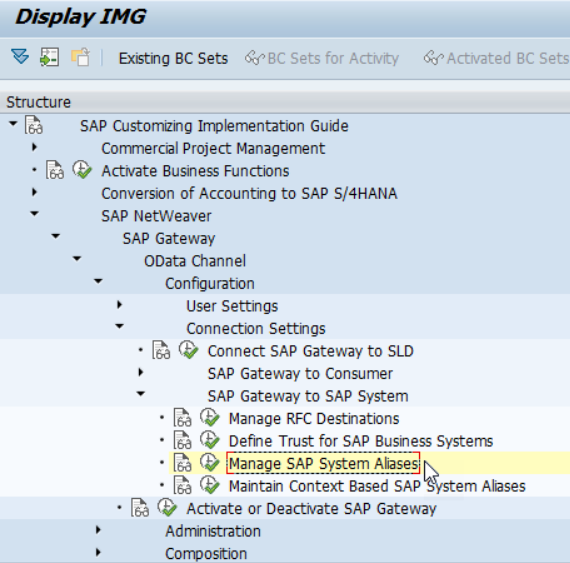 Display IMG
Existing BC Sets BC Sets for Activity Activated BC Sets
Structure
SAP Customizing Implementation Guide
Commercial Project Management
Activate Business Functions
Conversion of Accounting to SAP S/4HANA
SAP NetWeaver
SAP Gateway
OData Channel
Configuration
User Settings
Connection Settings
Connect SAP Gateway to SLD
SAP Gateway to Consumer
SAP Gateway to SAP System
Manage RFC Destinations
Define Trust for SAP Business Systems
Manage SAP System Aliases
Maintain Context Based SAP System Aliases
Activate or Deactivate SAP Gateway
Administration
Composition